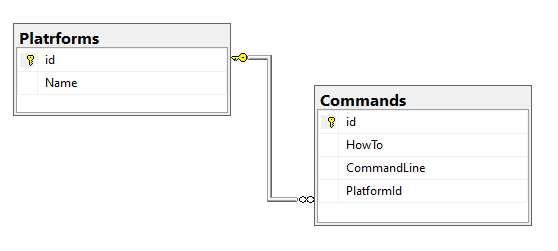 Platrforms
id
Name
Commands
id
HowTo
CommandLine
PlatformId